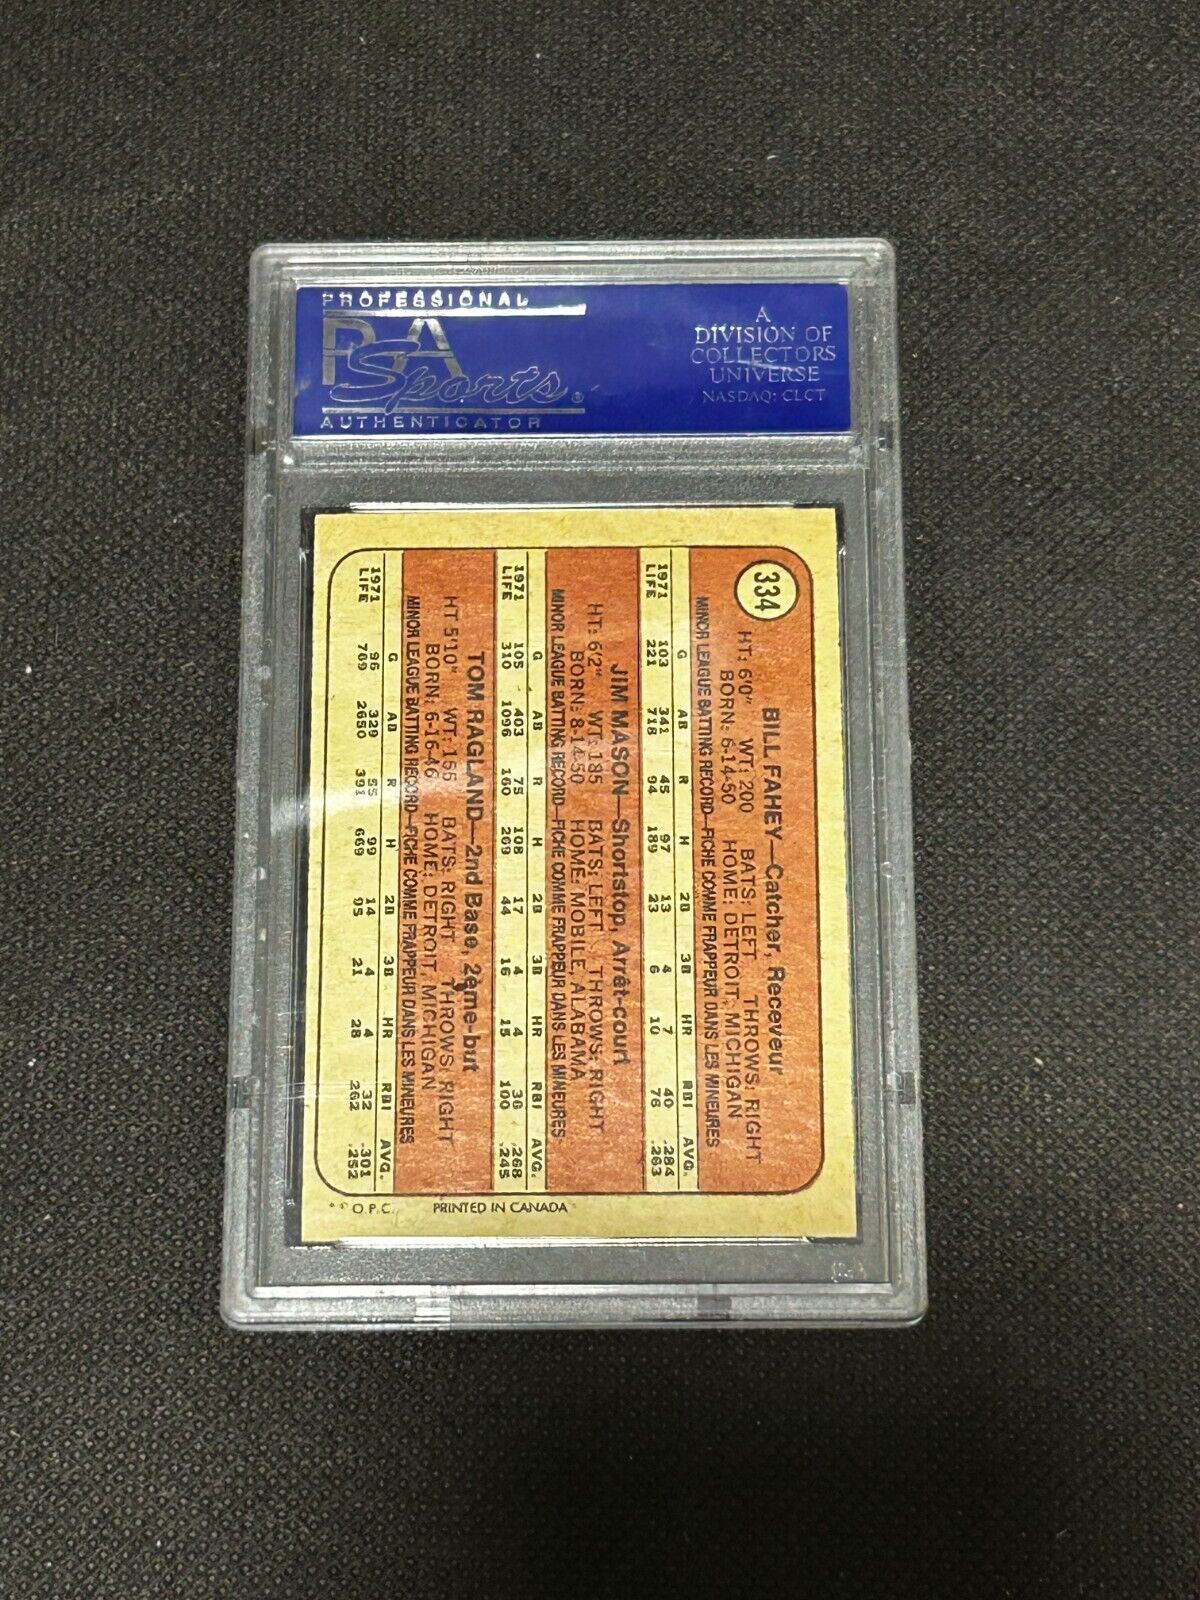 PROFESSIONAL
PSA
Sports®
AUTHENTICATOR
A
DIVISION OF
COLLECTORS
UNIVERSE
NASDAQ: CLCT
334
BILL FAHEY—Catcher, Receveur
HT: 6'0" WT: 200 BATS: LEFT THROWS: RIGHT
BORN: 6-14-50 HOME: DETROIT, MICHIGAN
MINOR LEAGUE BATTING RECORD—FICHE COMME FRAPPEUR DANS LES MINEURES
G AB R H 2B 3B HR RBI AVG.
1971 103 341 45 97 13 4 7 40 .284
LIFE 221 718 94 189 23 6 10 76 .263
JIM MASON—Shortstop, Arrêt-court
HT: 6'2" WT: 185 BATS: LEFT THROWS: RIGHT
BORN: 8-14-50 HOME: MOBILE, ALABAMA
MINOR LEAGUE BATTING RECORD—FICHE COMME FRAPPEUR DANS LES MINEURES
G AB R H 2B 3B HR RBI AVG.
1971 105 403 75 108 17 4 4 36 .268
LIFE 310 1096 160 269 44 16 15 100 .245
TOM RAGLAND—2nd Base, 2ème-but
HT 5'10" WT: 155 BATS: RIGHT THROWS: RIGHT
BORN: 6-16-46 HOME: DETROIT, MICHIGAN
MINOR LEAGUE BATTING RECORD—FICHE COMME FRAPPEUR DANS LES MINEURES
G AB R H 2B 3B HR RBI AVG.
1971 96 329 55 99 14 4 4 32 .301
LIFE 769 2650 391 669 95 21 28 262 .252
** O.P.C. PRINTED IN CANADA